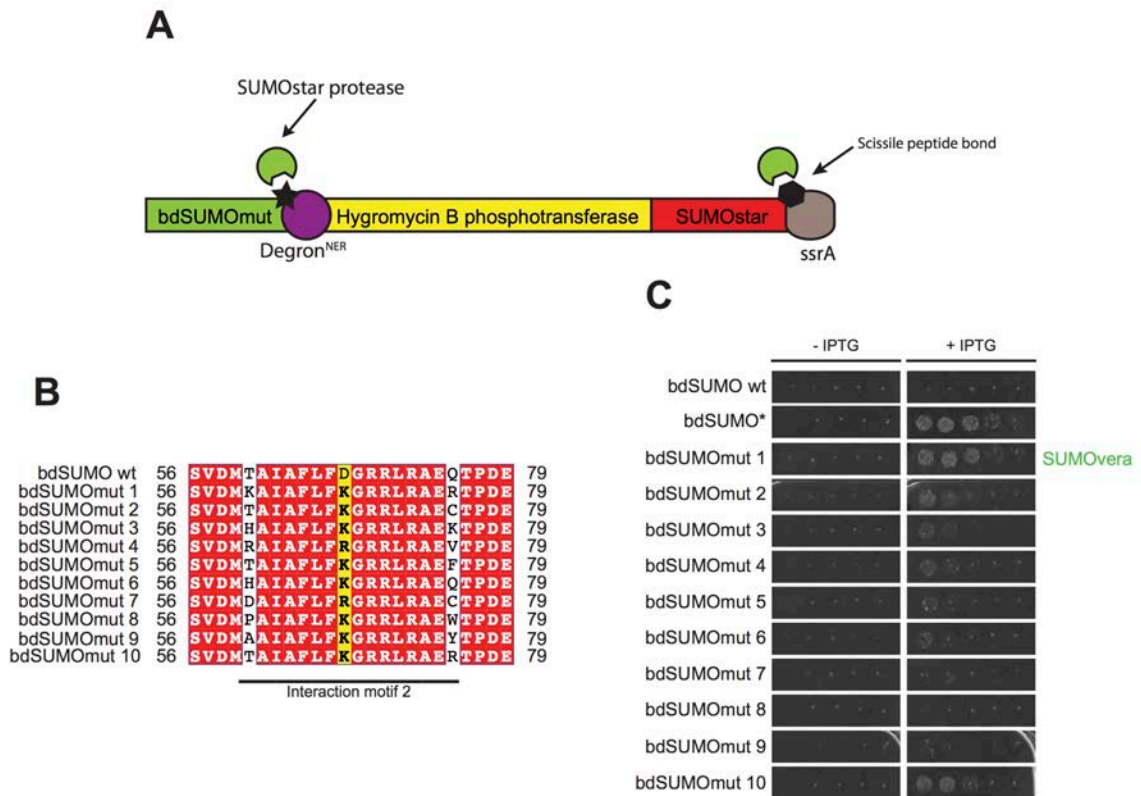 A
SUMOstar protease
Scissile peptide bond
bdSUMOmut
Hygromycin B phosphotransferase
SUMOstar
Degron^NER
ssrA
B
bdSUMO wt 56 SVDMTAIAFLFDGRRLRAEQTPDE 79
bdSUMOmut 1 56 SVDMKAIAFLFKGRRLRAERTPDE 79
bdSUMOmut 2 56 SVDMTAIAFLFKGRRLRAECTPDE 79
bdSUMOmut 3 56 SVDMHAIAFLFKGRRLRAEKTPDE 79
bdSUMOmut 4 56 SVDMRAIAFLFRGRRLRAEVTPDE 79
bdSUMOmut 5 56 SVDMTAIAFLFKGRRLRAEFTPDE 79
bdSUMOmut 6 56 SVDMHAIAFLFKGRRLRAEQTPDE 79
bdSUMOmut 7 56 SVDMDAIAFLFRGRRLRAECTPDE 79
bdSUMOmut 8 56 SVDMPAIAFLFKGRRLRAEWTPDE 79
bdSUMOmut 9 56 SVDMAAIAFLFKGRRLRAEYTPDE 79
bdSUMOmut 10 56 SVDMTAIAFLFKGRRLRAERTPDE 79
Interaction motif 2
C
- IPTG + IPTG
bdSUMO wt
bdSUMO*
bdSUMOmut 1 SUMOvera
bdSUMOmut 2
bdSUMOmut 3
bdSUMOmut 4
bdSUMOmut 5
bdSUMOmut 6
bdSUMOmut 7
bdSUMOmut 8
bdSUMOmut 9
bdSUMOmut 10